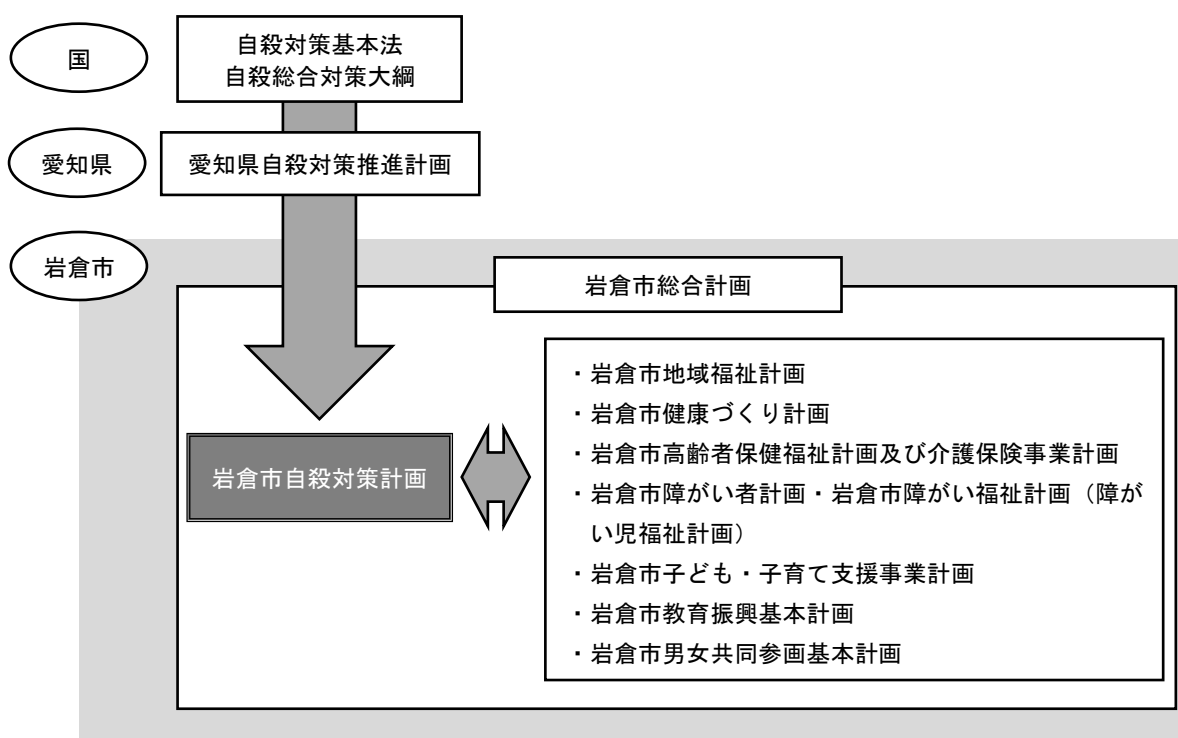 国
自殺対策基本法
自殺総合対策大綱
愛知県
愛知県自殺対策推進計画
岩倉市
岩倉市総合計画
岩倉市自殺対策計画
・岩倉市地域福祉計画
・岩倉市健康づくり計画
・岩倉市高齢者保健福祉計画及び介護保険事業計画
・岩倉市障がい者計画・岩倉市障がい福祉計画（障が
い児福祉計画）
・岩倉市子ども・子育て支援事業計画
・岩倉市教育振興基本計画
・岩倉市男女共同参画基本計画